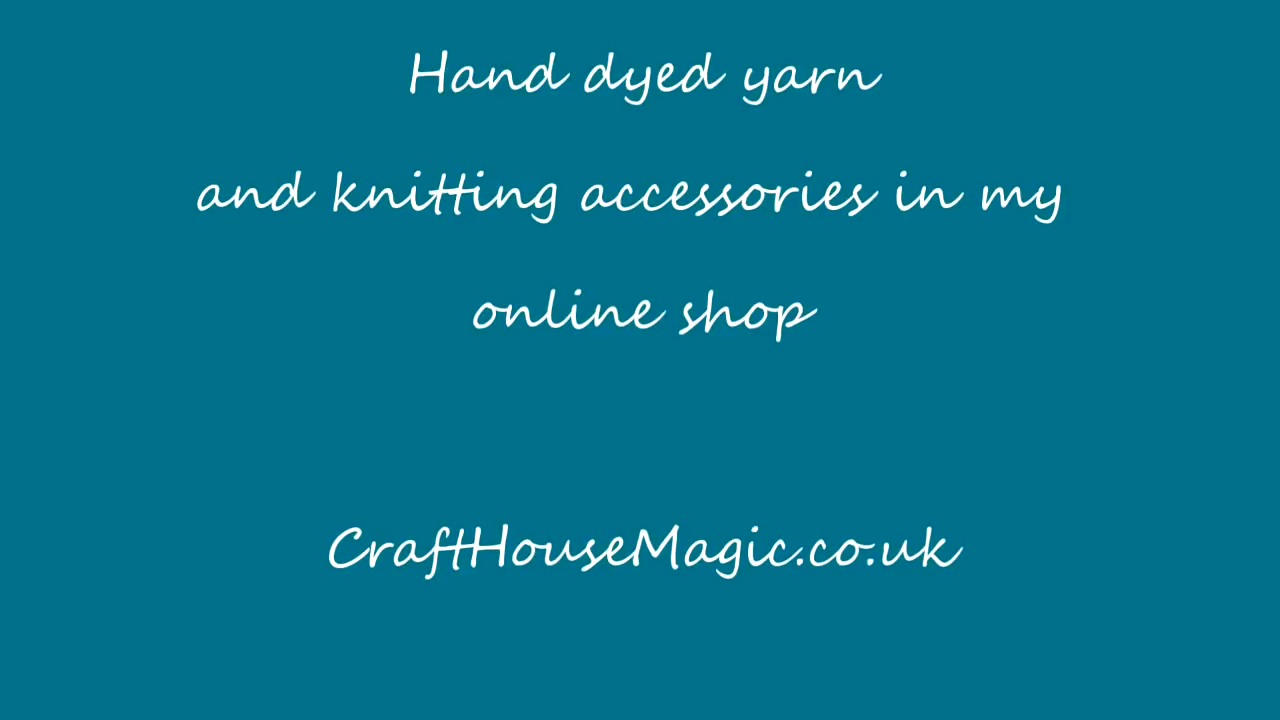 Hand dyed yarn
and knitting accessories in my
online shop
CraftHouseMagic.co.uk